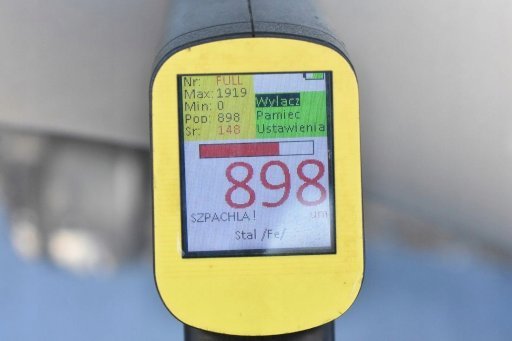 Nr: FULL
Max: 1919
Min: 0
Pop: 898
Sr: 148
Wylacz
Pamiec
Ustawienia
898
SZPACHLA!
um
Stal /Fe/